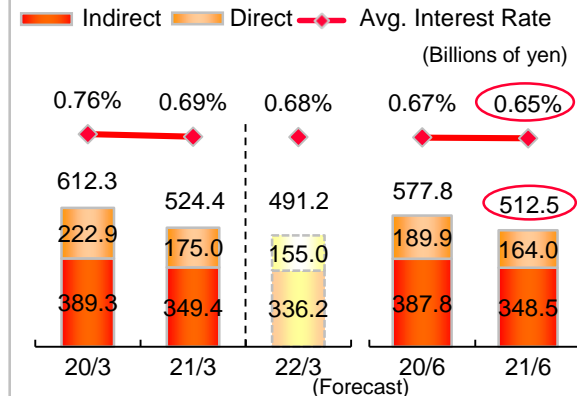 Indirect Direct Avg. Interest Rate
(Billions of yen)
0.76% 0.69% 0.68% 0.67% 0.65%
612.3 524.4 491.2 577.8 512.5
222.9 175.0 155.0 189.9 164.0
389.3 349.4 336.2 387.8 348.5
20/3 21/3 22/3 20/6 21/6
(Forecast)